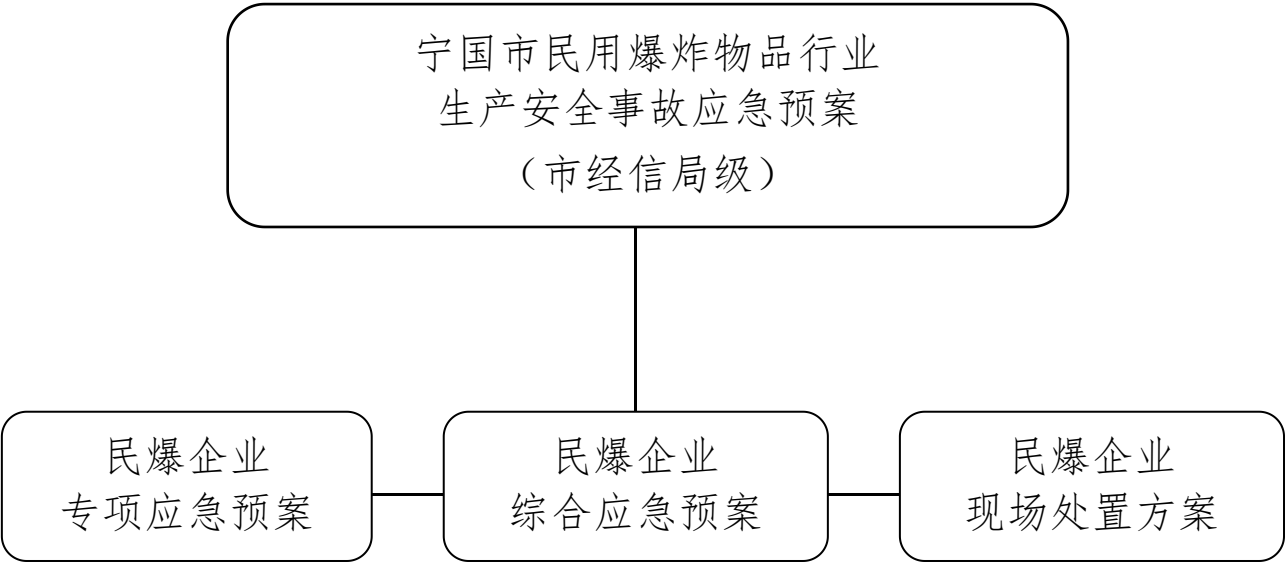 宁国市民用爆炸物品行业
生产安全事故应急预案
（市经信局级）
民爆企业
专项应急预案
民爆企业
综合应急预案
民爆企业
现场处置方案